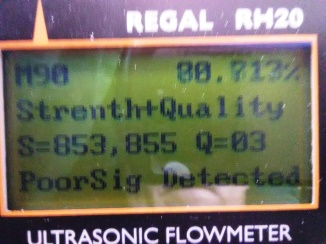 REGAL RH20
M90 80.713%
Strenth+Quality
S=853,855 Q=03
PoorSig Detected
ULTRASONIC FLOWMETER